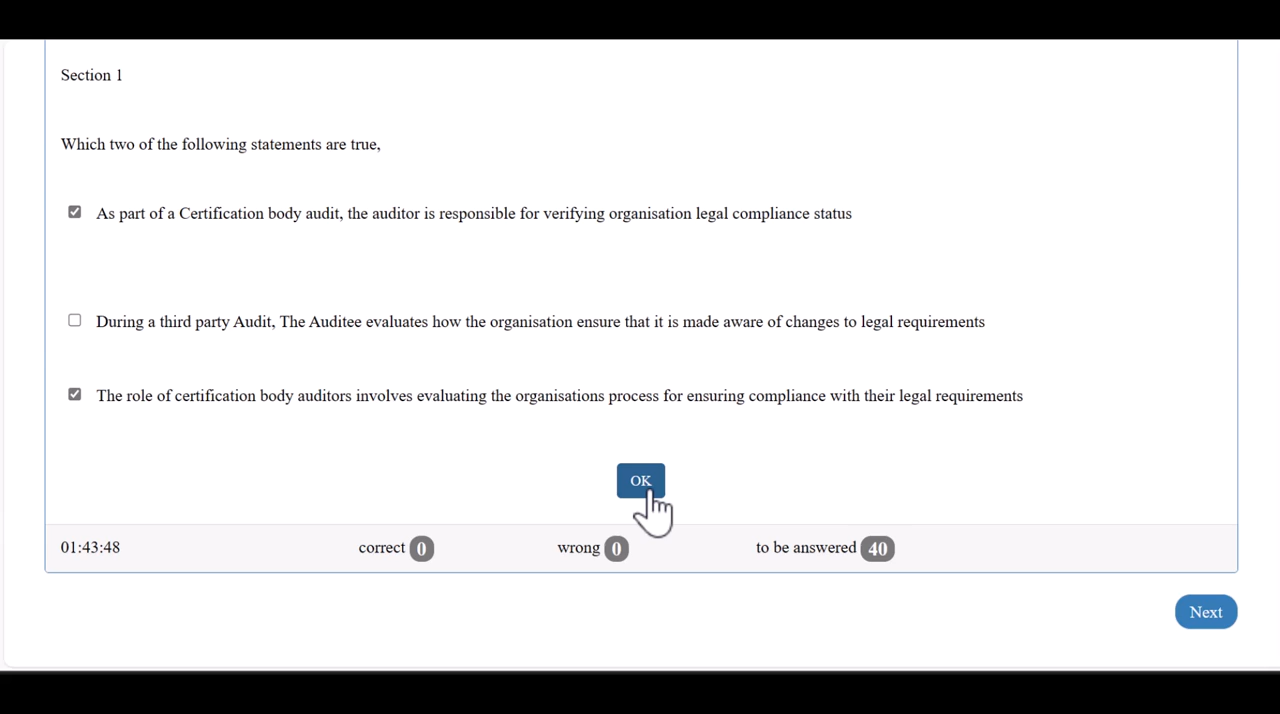 Section 1
Which two of the following statements are true,
As part of a Certification body audit, the auditor is responsible for verifying organisation legal compliance status
During a third party Audit, The Auditee evaluates how the organisation ensure that it is made aware of changes to legal requirements
The role of certification body auditors involves evaluating the organisations process for ensuring compliance with their legal requirements
OK
01:43:48 correct 0 wrong 0 to be answered 40
Next